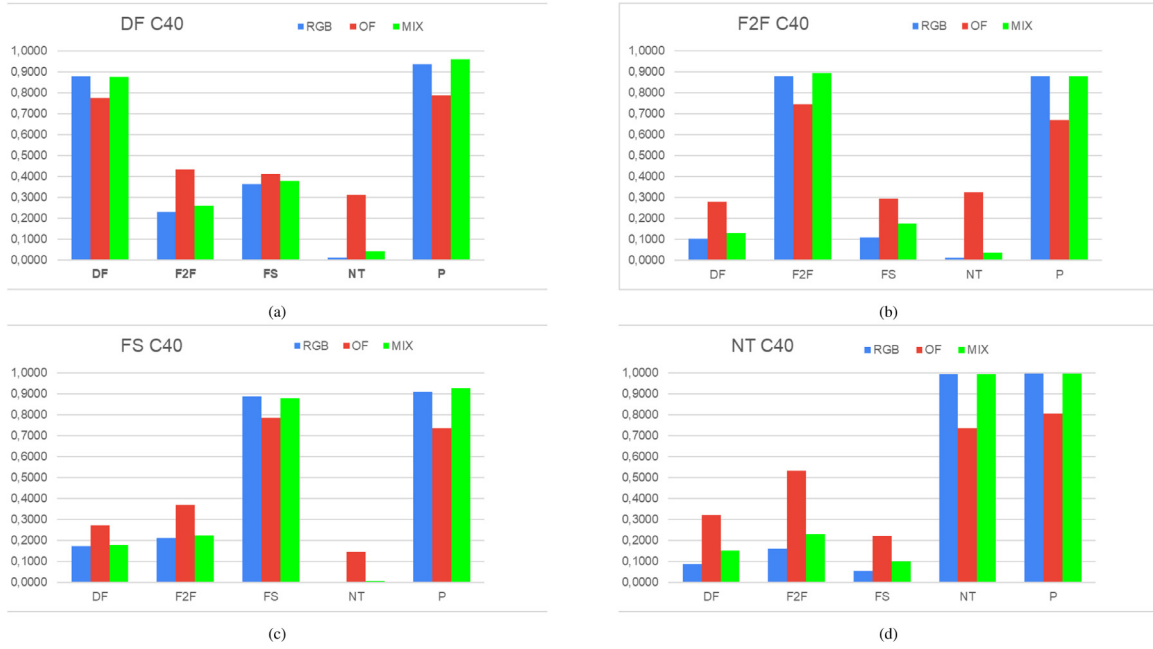 DF C40
RGB OF MIX
1,0000
0,9000
0,8000
0,7000
0,6000
0,5000
0,4000
0,3000
0,2000
0,1000
0,0000
DF F2F FS NT P
(a)
F2F C40
RGB OF MIX
1,0000
0,9000
0,8000
0,7000
0,6000
0,5000
0,4000
0,3000
0,2000
0,1000
0,0000
DF F2F FS NT P
(b)
FS C40
RGB OF MIX
1,0000
0,9000
0,8000
0,7000
0,6000
0,5000
0,4000
0,3000
0,2000
0,1000
0,0000
DF F2F FS NT P
(c)
NT C40
RGB OF MIX
1,0000
0,9000
0,8000
0,7000
0,6000
0,5000
0,4000
0,3000
0,2000
0,1000
0,0000
DF F2F FS NT P
(d)